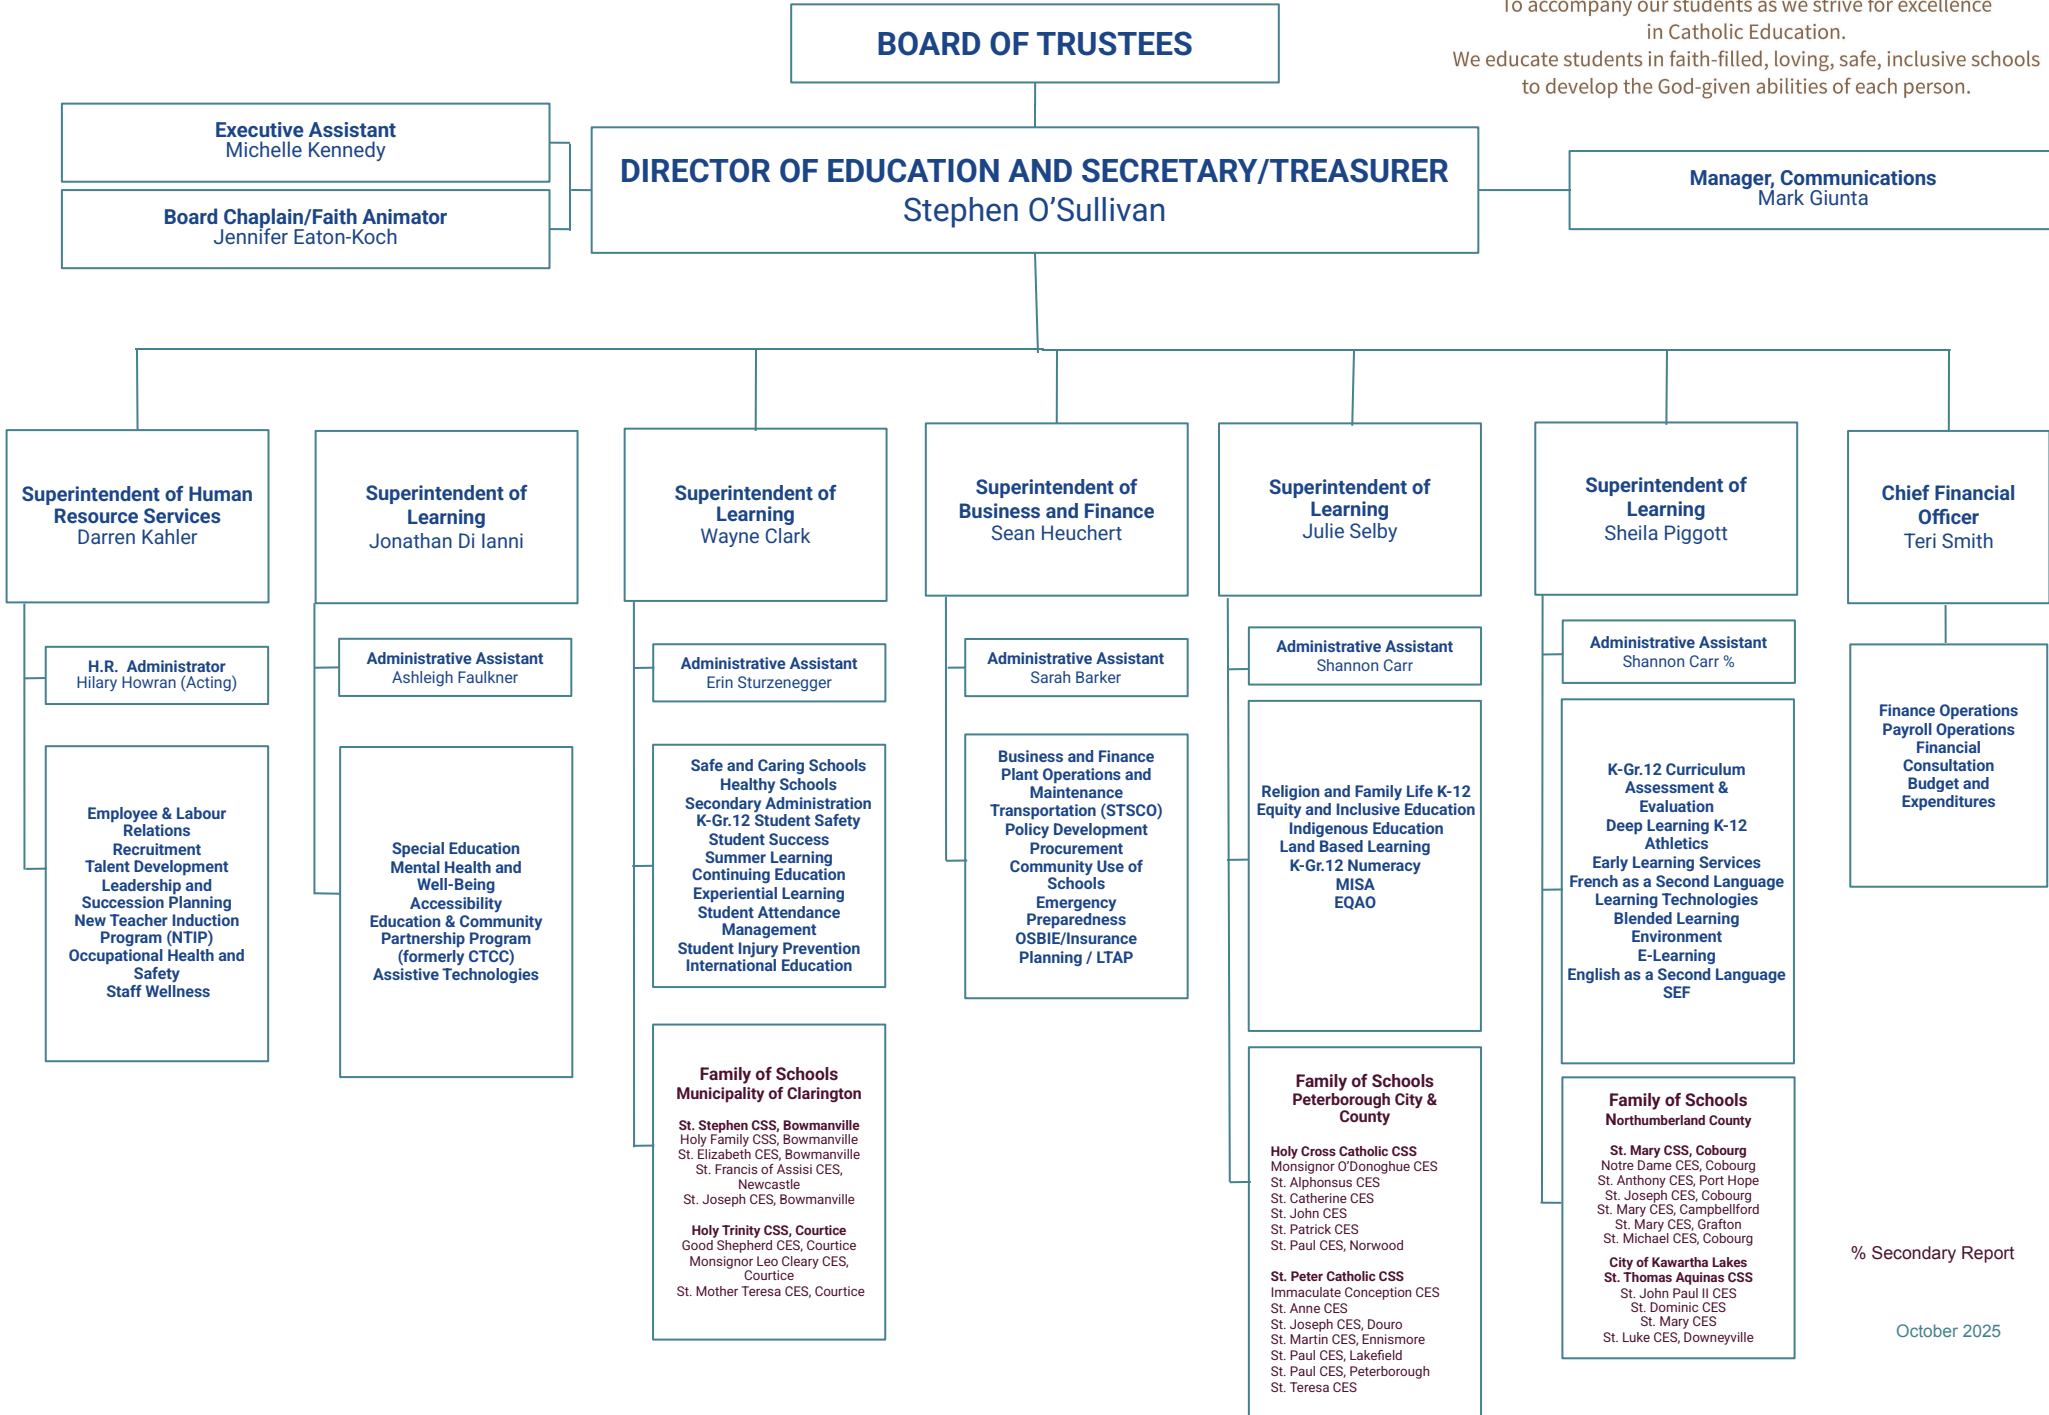 To accompany our students as we strive for excellence
in Catholic Education.
We educate students in faith-filled, loving, safe, inclusive schools
to develop the God-given abilities of each person.
BOARD OF TRUSTEES
Executive Assistant
Michelle Kennedy
Board Chaplain/Faith Animator
Jennifer Eaton-Koch
DIRECTOR OF EDUCATION AND SECRETARY/TREASURER
Stephen O'Sullivan
Manager, Communications
Mark Giunta
Superintendent of Human
Resource Services
Darren Kahler
H.R. Administrator
Hilary Howran (Acting)
Employee & Labour
Relations
Recruitment
Talent Development
Leadership and
Succession Planning
New Teacher Induction
Program (NTIP)
Occupational Health and
Safety
Staff Wellness
Superintendent of
Learning
Jonathan Di Ianni
Administrative Assistant
Ashleigh Faulkner
Special Education
Mental Health and
Well-Being
Accessibility
Education & Community
Partnership Program
(formerly CTCC)
Assistive Technologies
Superintendent of
Learning
Wayne Clark
Administrative Assistant
Erin Sturzenegger
Safe and Caring Schools
Healthy Schools
Secondary Administration
K-Gr.12 Student Safety
Student Success
Summer Learning
Continuing Education
Experiential Learning
Student Attendance
Management
Student Injury Prevention
International Education
Family of Schools
Municipality of Clarington
St. Stephen CSS, Bowmanville
Holy Family CSS, Bowmanville
St. Elizabeth CES, Bowmanville
St. Francis of Assisi CES,
Newcastle
St. Joseph CES, Bowmanville
Holy Trinity CSS, Courtice
Good Shepherd CES, Courtice
Monsignor Leo Cleary CES,
Courtice
St. Mother Teresa CES, Courtice
Superintendent of
Business and Finance
Sean Heuchert
Administrative Assistant
Sarah Barker
Business and Finance
Plant Operations and
Maintenance
Transportation (STSCO)
Policy Development
Procurement
Community Use of
Schools
Emergency
Preparedness
OSBIE/Insurance
Planning / LTAP
Superintendent of
Learning
Julie Selby
Administrative Assistant
Shannon Carr
Religion and Family Life K-12
Equity and Inclusive Education
Indigenous Education
Land Based Learning
K-Gr.12 Numeracy
MISA
EQAO
Family of Schools
Peterborough City &
County
Holy Cross Catholic CSS
Monsignor O'Donoghue CES
St. Alphonsus CES
St. Catherine CES
St. John CES
St. Patrick CES
St. Paul CES, Norwood
St. Peter Catholic CSS
Immaculate Conception CES
St. Anne CES
St. Joseph CES, Douro
St. Martin CES, Ennismore
St. Paul CES, Lakefield
St. Paul CES, Peterborough
St. Teresa CES
Superintendent of
Learning
Sheila Piggott
Administrative Assistant
Shannon Carr %
K-Gr.12 Curriculum
Assessment &
Evaluation
Deep Learning K-12
Athletics
Early Learning Services
French as a Second Language
Learning Technologies
Blended Learning
Environment
E-Learning
English as a Second Language
SEF
Family of Schools
Northumberland County
St. Mary CSS, Cobourg
Notre Dame CES, Cobourg
St. Anthony CES, Port Hope
St. Joseph CES, Cobourg
St. Mary CES, Campbellford
St. Mary CES, Grafton
St. Michael CES, Cobourg
City of Kawartha Lakes
St. Thomas Aquinas CSS
St. John Paul II CES
St. Dominic CES
St. Mary CES
St. Luke CES, Downeyville
Chief Financial
Officer
Teri Smith
Finance Operations
Payroll Operations
Financial
Consultation
Budget and
Expenditures
% Secondary Report
October 2025